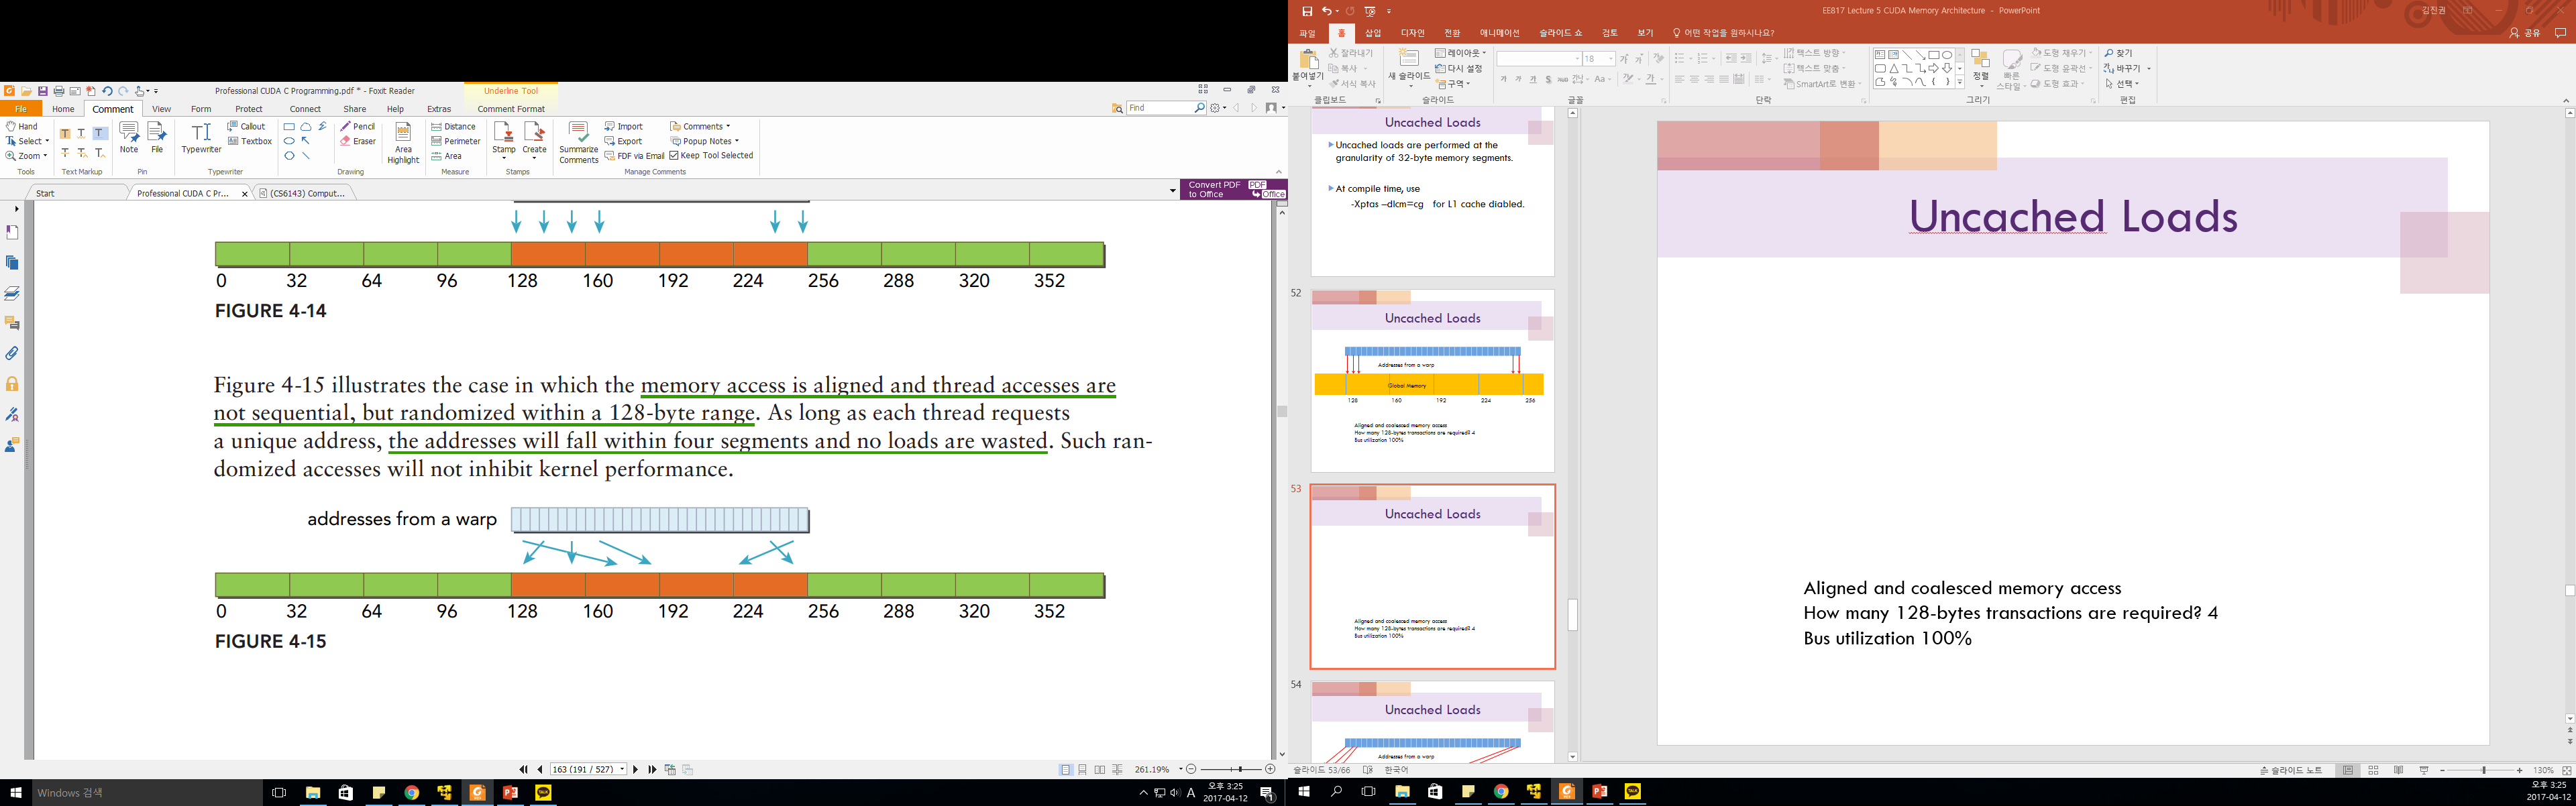 Professional CUDA C Programming.pdf * - Foxit Reader
Underline Tool
File
Home
Comment
View
Form
Protect
Connect
Share
Help
Extras
Comment Format
Find
Hand
Select
Zoom
Tools
Text Markup
Note
File
Pin
Typewriter
Callout
Textbox
Typewriter
Pencil
Eraser
Drawing
Area
Highlight
Distance
Perimeter
Area
Measure
Stamp
Create
Stamps
Summarize
Comments
Import
Export
FDF via Email
Comments
Popup Notes
Keep Tool Selected
Manage Comments
Start
Professional CUDA C Pr...
(CS6143) Comput...
Convert PDF
to Office
PDF
Office
0 32 64 96 128 160 192 224 256 288 320 352
FIGURE 4-14
Figure 4-15 illustrates the case in which the memory access is aligned and thread accesses are
not sequential, but randomized within a 128-byte range. As long as each thread requests
a unique address, the addresses will fall within four segments and no loads are wasted. Such ran-
domized accesses will not inhibit kernel performance.
addresses from a warp
0 32 64 96 128 160 192 224 256 288 320 352
FIGURE 4-15
163 (191 / 527)
261.19%
Windows 검색
A
오후 3:25
2017-04-12
EE817 Lecture 5 CUDA Memory Architecture - PowerPoint
김진권
파일
홈
삽입
디자인
전환
애니메이션
슬라이드 쇼
검토
보기
어떤 작업을 원하시나요?
공유
붙여넣기
잘라내기
복사
서식 복사
클립보드
새 슬라이드
레이아웃
다시 설정
구역
슬라이드
18
글꼴
텍스트 방향
텍스트 맞춤
SmartArt로 변환
단락
정렬
빠른
스타일
도형 채우기
도형 윤곽선
도형 효과
그리기
찾기
바꾸기
선택
편집
Uncached Loads
Uncached loads are performed at the
granularity of 32-byte memory segments.
At compile time, use
-Xptas –dlcm=cg for L1 cache diabled.
52
Uncached Loads
Addresses from a warp
Global Memory
128 160 192 224 256
Aligned and coalesced memory access
How many 128-bytes transactions are required? 4
Bus utilization 100%
53
Uncached Loads
Aligned and coalesced memory access
How many 128-bytes transactions are required? 4
Bus utilization 100%
54
Uncached Loads
Addresses from a warp
Uncached Loads
Aligned and coalesced memory access
How many 128-bytes transactions are required? 4
Bus utilization 100%
슬라이드 53/66
한국어
슬라이드 노트
130%
오후 3:25
2017-04-12